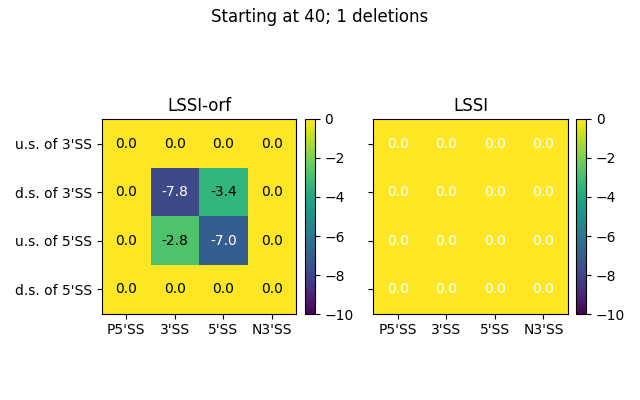 Starting at 40; 1 deletions
LSSI-orf
LSSI
u.s. of 3'SS
d.s. of 3'SS
u.s. of 5'SS
d.s. of 5'SS
0.0 0.0 0.0 0.0
0.0 -7.8 -3.4 0.0
0.0 -2.8 -7.0 0.0
0.0 0.0 0.0 0.0
P5'SS 3'SS 5'SS N3'SS
0
−2
−4
−6
−8
−10
0.0 0.0 0.0 0.0
0.0 0.0 0.0 0.0
0.0 0.0 0.0 0.0
0.0 0.0 0.0 0.0
P5'SS 3'SS 5'SS N3'SS
0
−2
−4
−6
−8
−10